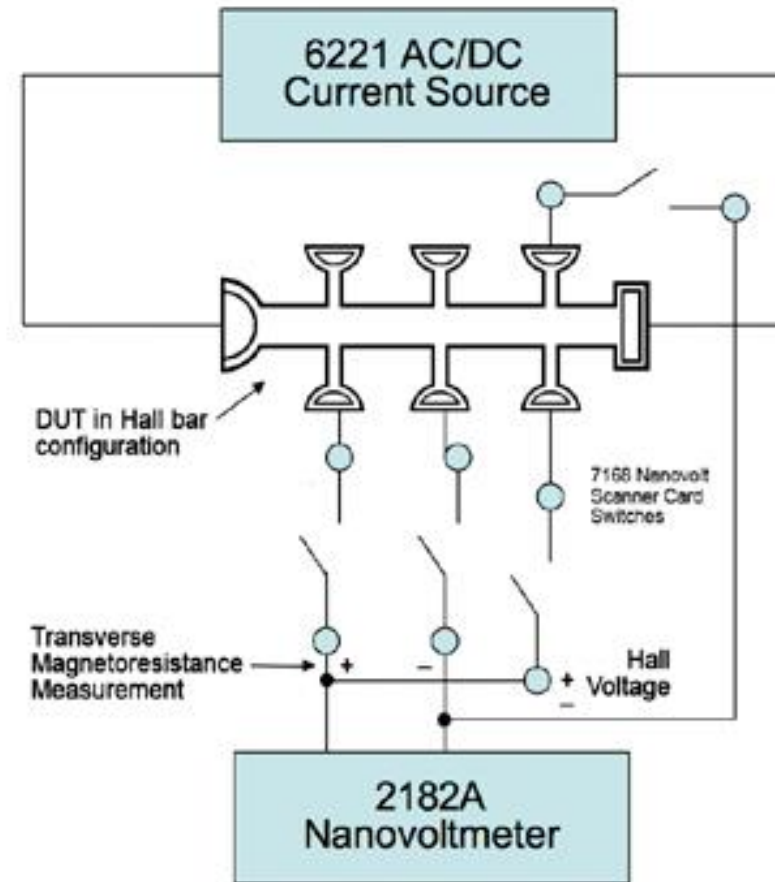 6221 AC/DC
Current Source
DUT in Hall bar
configuration
7168 Nanovolt
Scanner Card
Switches
Transverse
Magnetoresistance
Measurement
+
−
+
−
Hall
Voltage
2182A
Nanovoltmeter